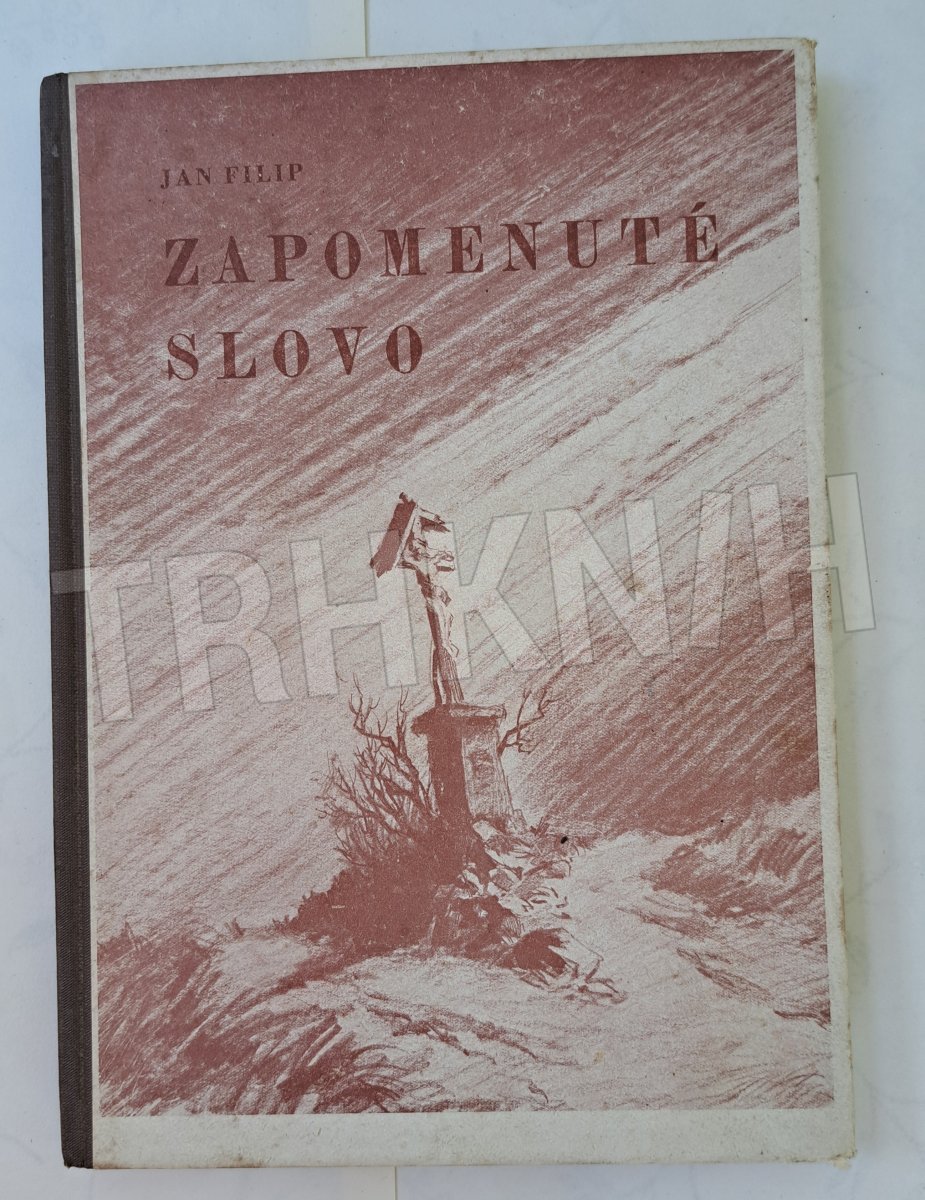 JAN FILIP
ZAPOMENUTÉ
SLOVO
TRHKNIH